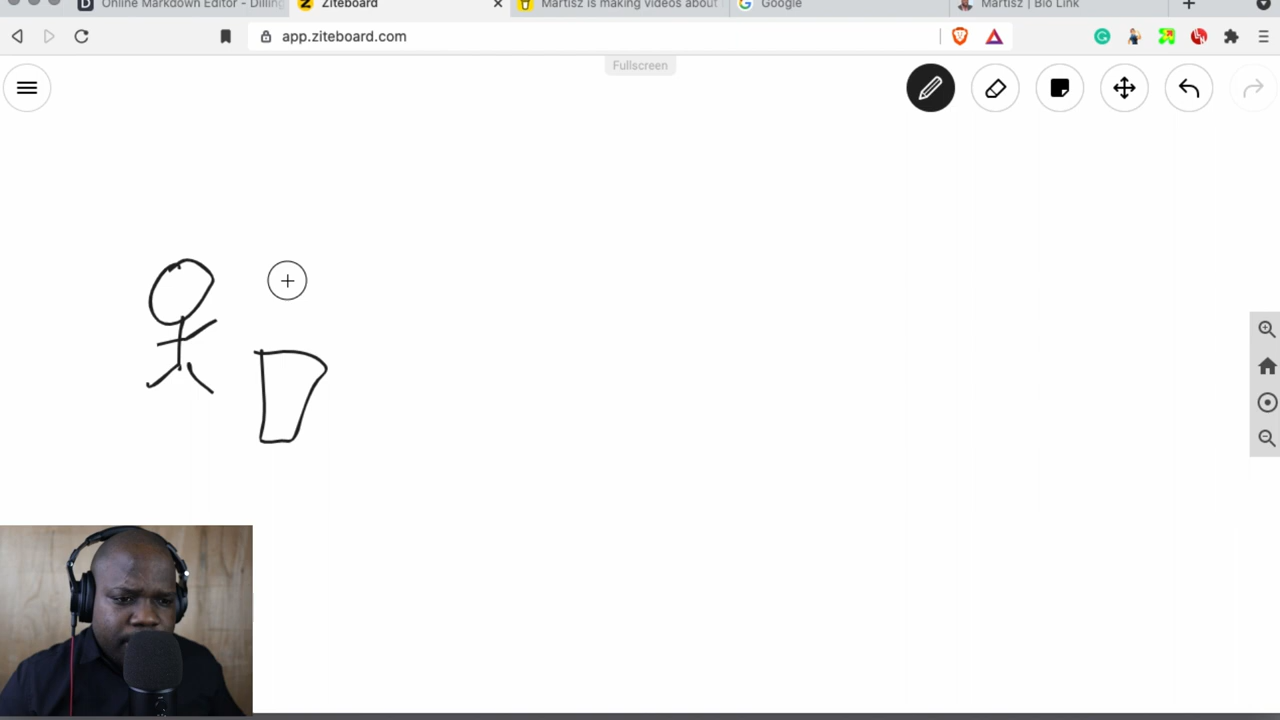 Online Markdown Editor - Dilling
Ziteboard
Martisz is making videos about
Google
Martisz | Bio Link
app.ziteboard.com
Fullscreen